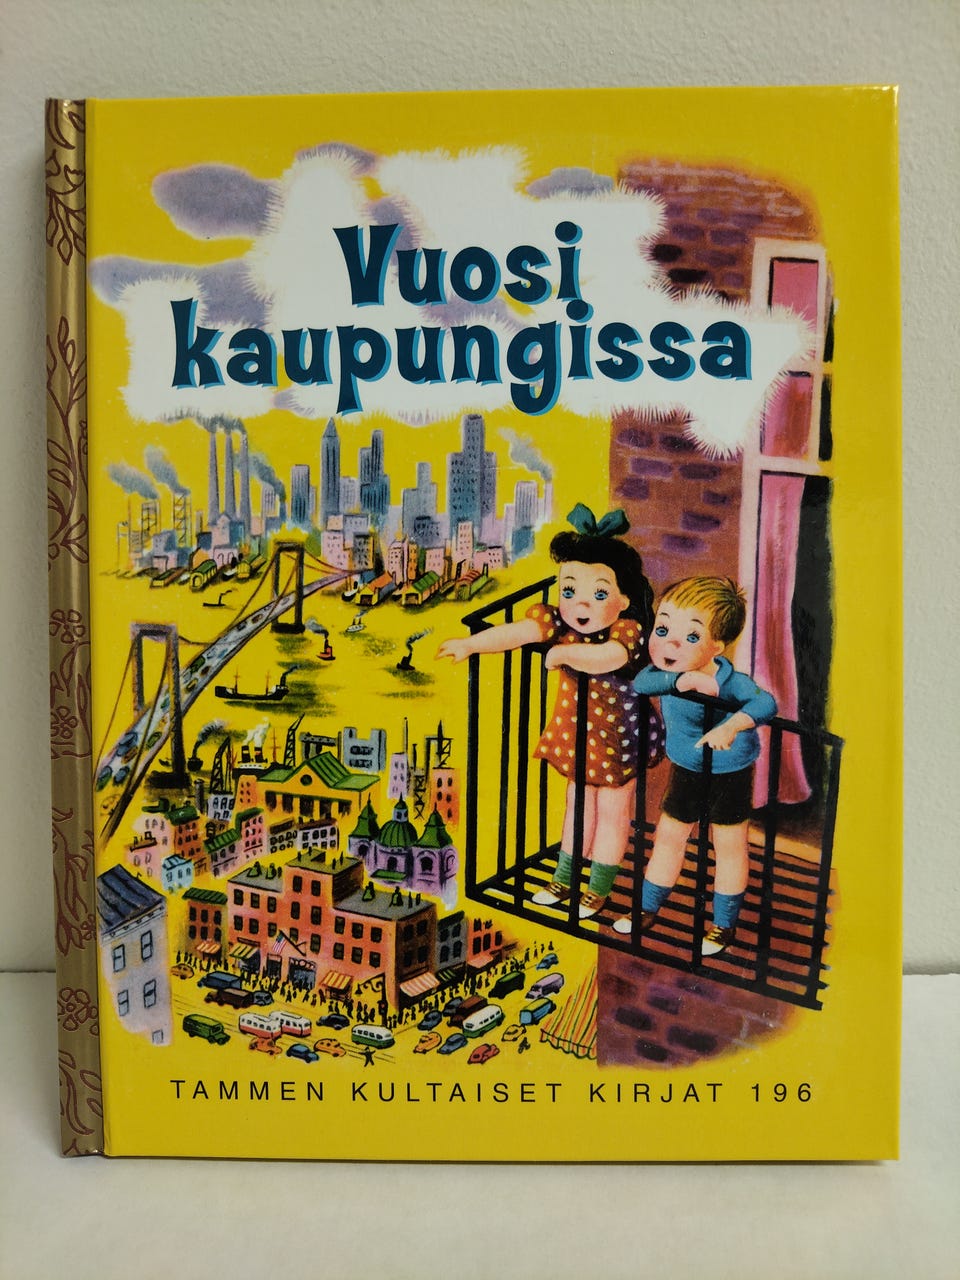 Vuosi
kaupungissa
TAMMEN KULTAISET KIRJAT 196